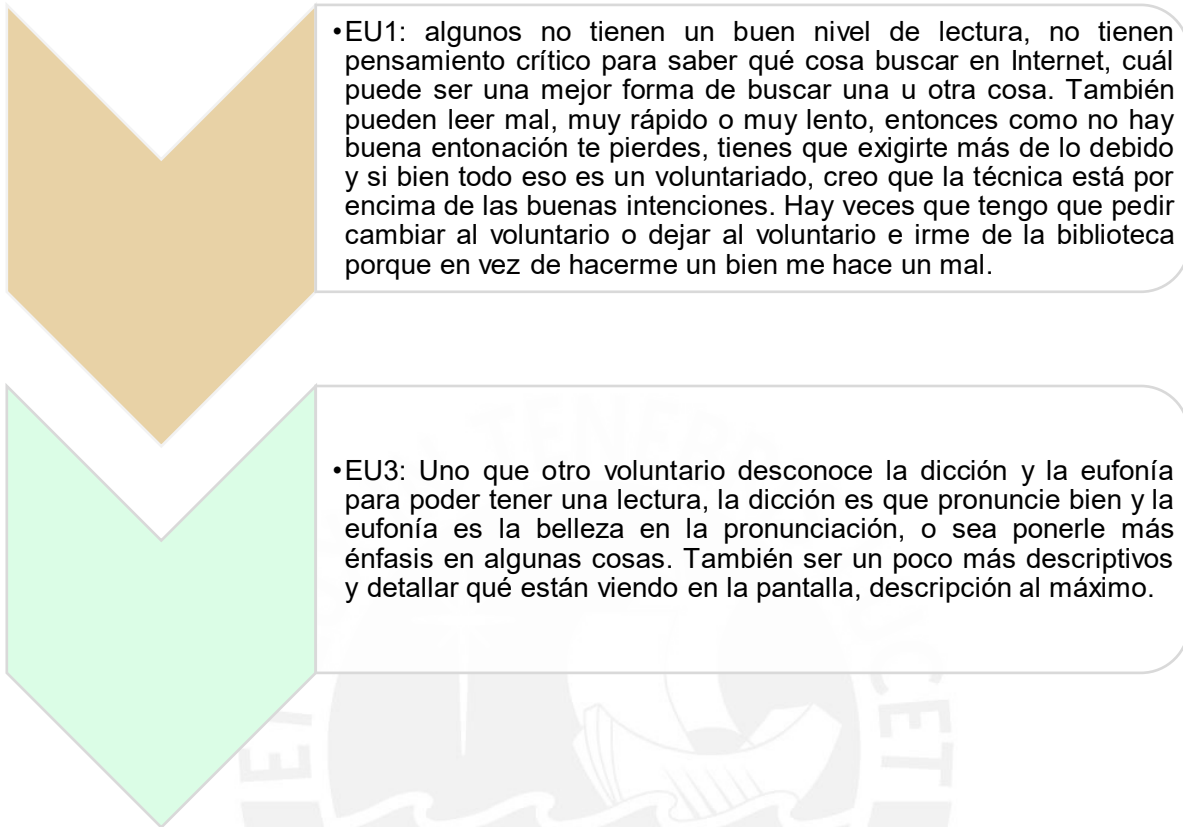 •EU1: algunos no tienen un buen nivel de lectura, no tienen
pensamiento crítico para saber qué cosa buscar en Internet, cuál
puede ser una mejor forma de buscar una u otra cosa. También
pueden leer mal, muy rápido o muy lento, entonces como no hay
buena entonación te pierdes, tienes que exigirte más de lo debido
y si bien todo eso es un voluntariado, creo que la técnica está por
encima de las buenas intenciones. Hay veces que tengo que pedir
cambiar al voluntario o dejar al voluntario e irme de la biblioteca
porque en vez de hacerme un bien me hace un mal.
•EU3: Uno que otro voluntario desconoce la dicción y la eufonía
para poder tener una lectura, la dicción es que pronuncie bien y la
eufonía es la belleza en la pronunciación, o sea ponerle más
énfasis en algunas cosas. También ser un poco más descriptivos
y detallar qué están viendo en la pantalla, descripción al máximo.